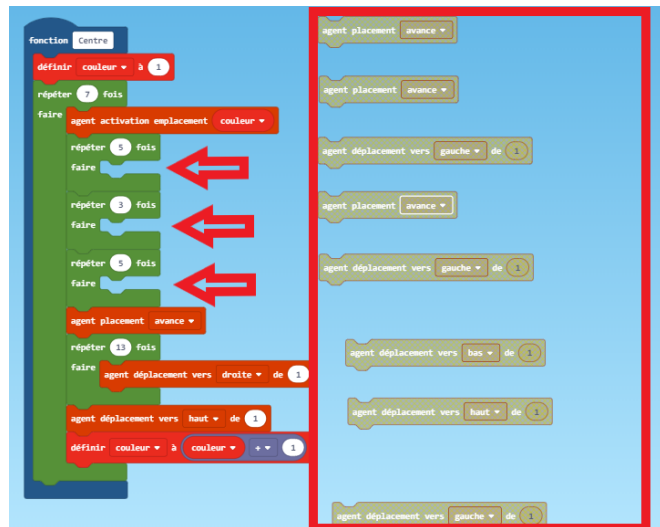 fonction Centre
définir couleur à 1
répéter 7 fois
faire
agent activation emplacement couleur
répéter 5 fois
faire
répéter 3 fois
faire
répéter 5 fois
faire
agent placement avance
répéter 13 fois
faire
agent déplacement vers droite de 1
agent déplacement vers haut de 1
définir couleur à couleur + 1
agent placement avance
agent placement avance
agent déplacement vers gauche de 1
agent placement avance
agent déplacement vers gauche de 1
agent déplacement vers bas de 1
agent déplacement vers haut de 1
agent déplacement vers gauche de 1